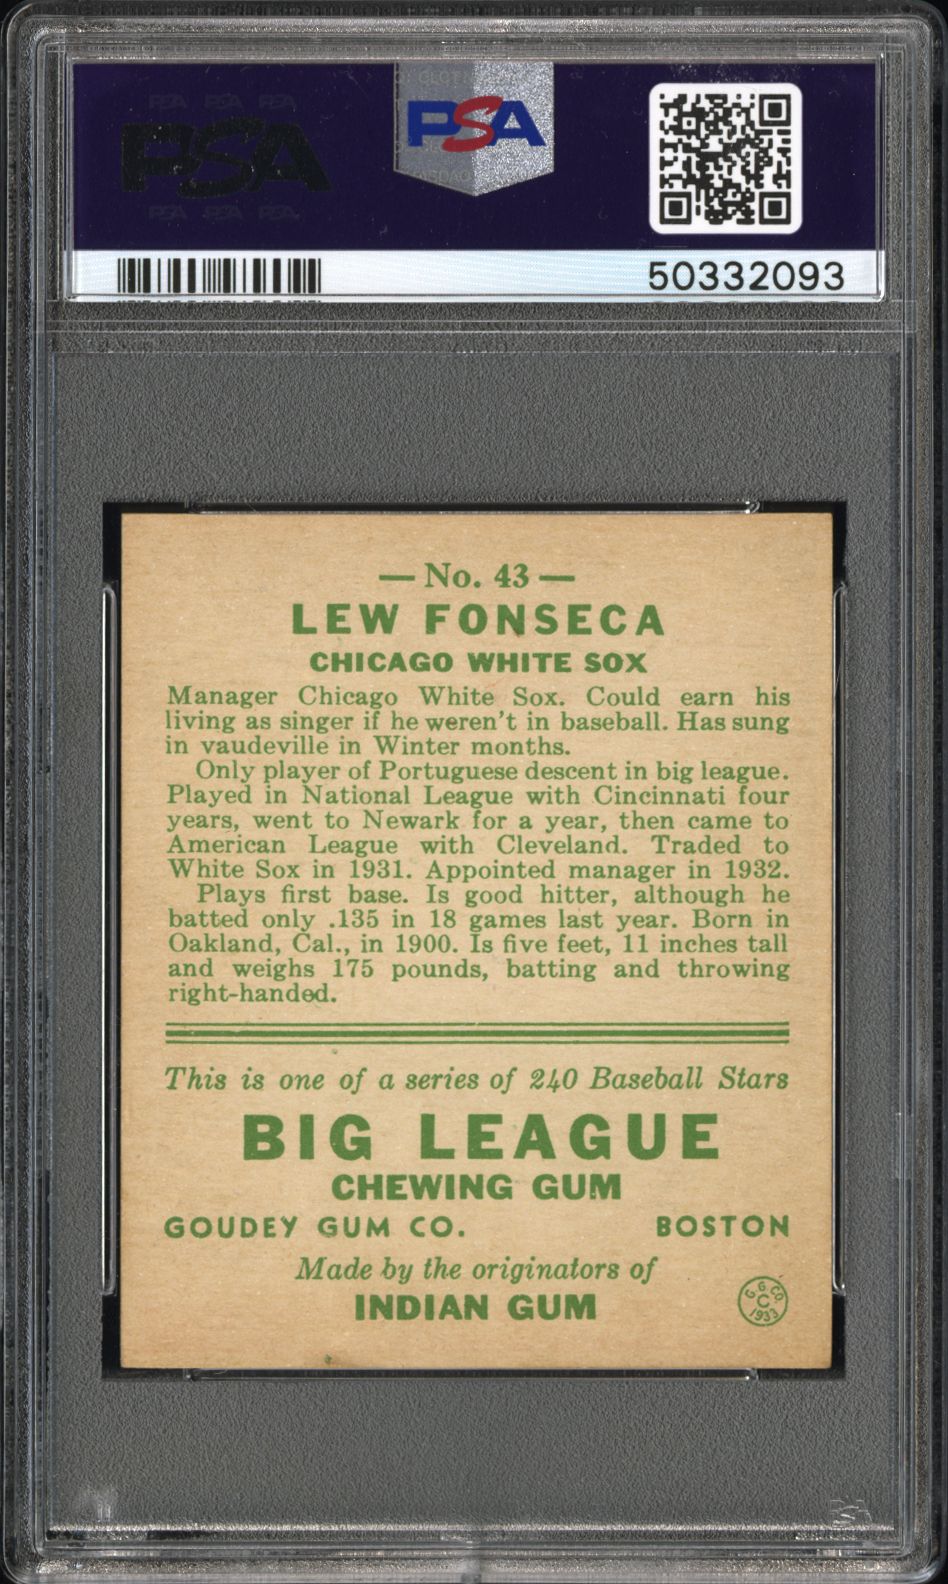 PSA PSA PSA
PSA
PSA PSA PSA
PSA
50332093
— No. 43 —
LEW FONSECA
CHICAGO WHITE SOX
Manager Chicago White Sox. Could earn his
living as singer if he weren't in baseball. Has sung
in vaudeville in Winter months.
Only player of Portuguese descent in big league.
Played in National League with Cincinnati four
years, went to Newark for a year, then came to
American League with Cleveland. Traded to
White Sox in 1931. Appointed manager in 1932.
Plays first base. Is good hitter, although he
batted only .135 in 18 games last year. Born in
Oakland, Cal., in 1900. Is five feet, 11 inches tall
and weighs 175 pounds, batting and throwing
right-handed.
This is one of a series of 240 Baseball Stars
BIG LEAGUE
CHEWING GUM
GOUDEY GUM CO. BOSTON
Made by the originators of
INDIAN GUM
G. G. CO.
C
1933
PSA